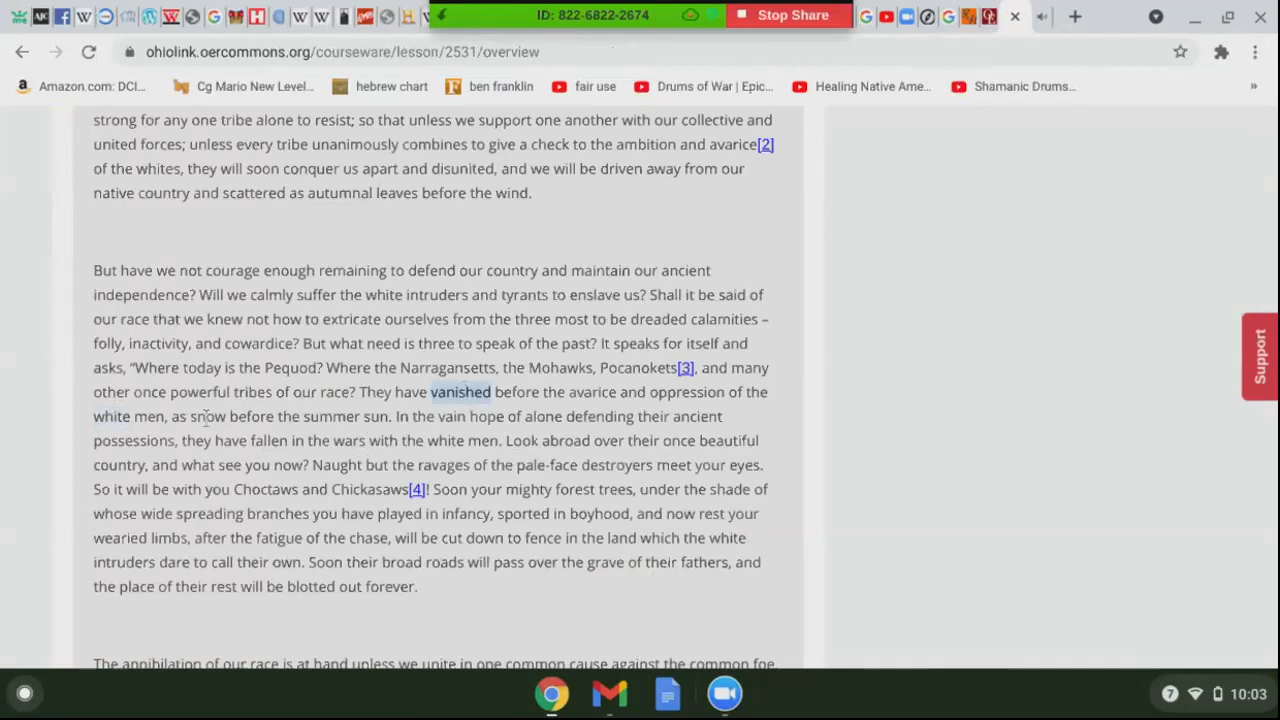 ID: 822-6822-2674
Stop Share
ohiolink.oercommons.org/courseware/lesson/2531/overview
Amazon.com: DCI...
Cg Mario New Level...
hebrew chart
ben franklin
fair use
Drums of War | Epic...
Healing Native Ame...
Shamanic Drums...
»
strong for any one tribe alone to resist; so that unless we support one another with our collective and
united forces; unless every tribe unanimously combines to give a check to the ambition and avarice[2]
of the whites, they will soon conquer us apart and disunited, and we will be driven away from our
native country and scattered as autumnal leaves before the wind.
But have we not courage enough remaining to defend our country and maintain our ancient
independence? Will we calmly suffer the white intruders and tyrants to enslave us? Shall it be said of
our race that we knew not how to extricate ourselves from the three most to be dreaded calamities –
folly, inactivity, and cowardice? But what need is three to speak of the past? It speaks for itself and
asks, “Where today is the Pequod? Where the Narragansetts, the Mohawks, Pocanokets[3], and many
other once powerful tribes of our race? They have vanished before the avarice and oppression of the
white men, as snow before the summer sun. In the vain hope of alone defending their ancient
possessions, they have fallen in the wars with the white men. Look abroad over their once beautiful
country, and what see you now? Naught but the ravages of the pale-face destroyers meet your eyes.
So it will be with you Choctaws and Chickasaws[4]! Soon your mighty forest trees, under the shade of
whose wide spreading branches you have played in infancy, sported in boyhood, and now rest your
wearied limbs, after the fatigue of the chase, will be cut down to fence in the land which the white
intruders dare to call their own. Soon their broad roads will pass over the grave of their fathers, and
the place of their rest will be blotted out forever.
The annihilation of our race is at hand unless we unite in one common cause against the common foe.
Support
7
10:03